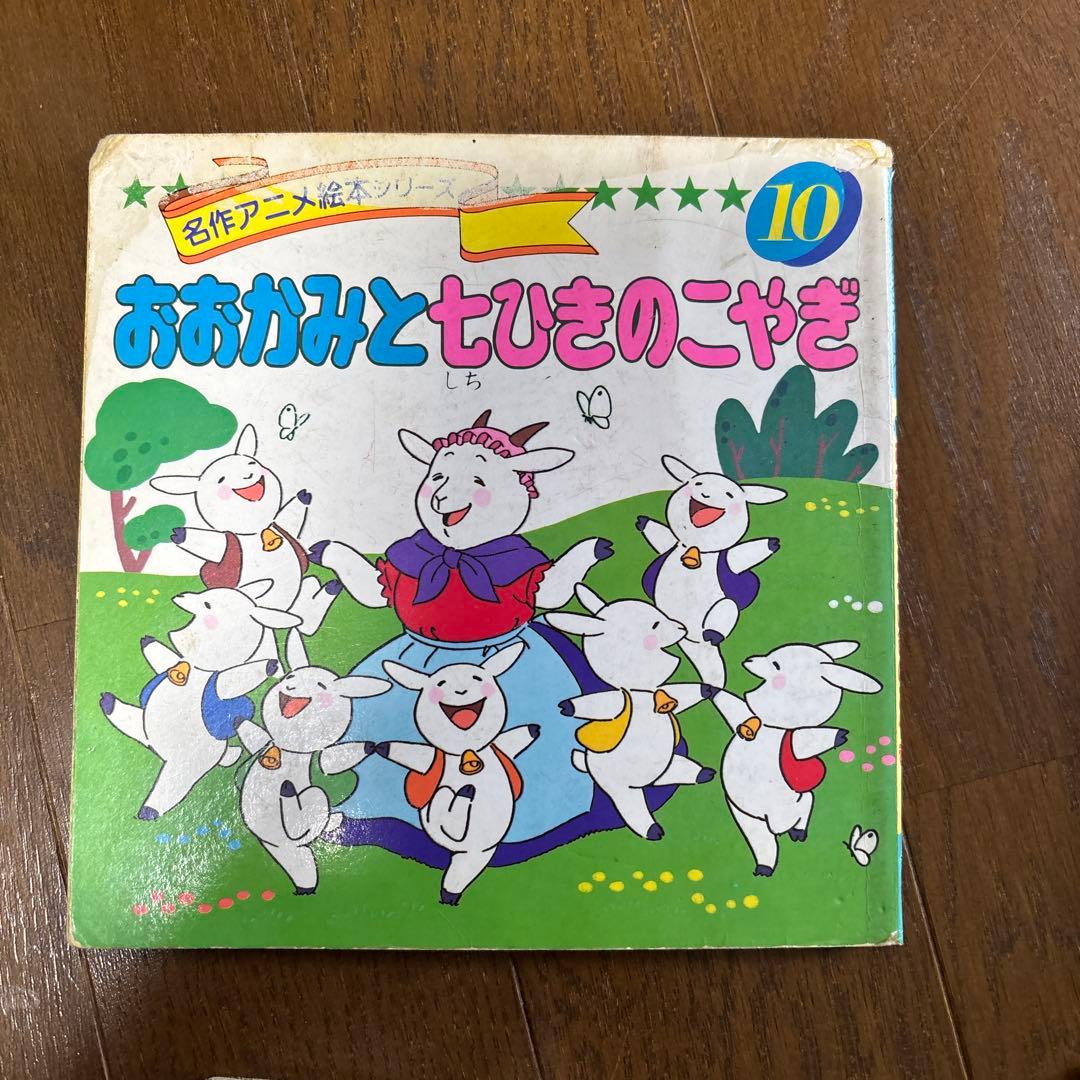 名作アニメ絵本シリーズ
10
おおかみと七ひきのこやぎ
しち